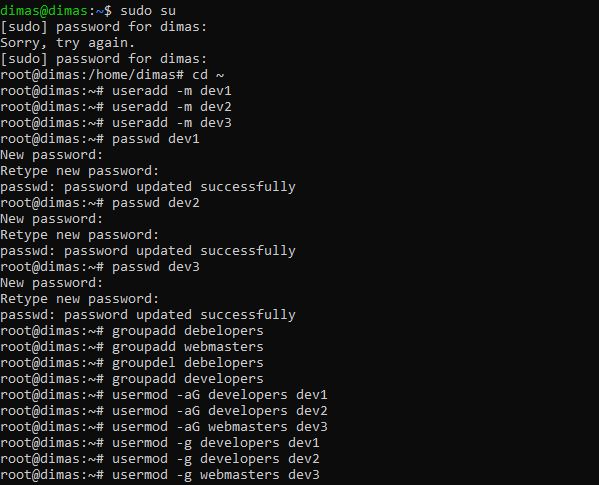 dimas@dimas:~$ sudo su
[sudo] password for dimas:
Sorry, try again.
[sudo] password for dimas:
root@dimas:/home/dimas# cd ~
root@dimas:~# useradd -m dev1
root@dimas:~# useradd -m dev2
root@dimas:~# useradd -m dev3
root@dimas:~# passwd dev1
New password:
Retype new password:
passwd: password updated successfully
root@dimas:~# passwd dev2
New password:
Retype new password:
passwd: password updated successfully
root@dimas:~# passwd dev3
New password:
Retype new password:
passwd: password updated successfully
root@dimas:~# groupadd debelopers
root@dimas:~# groupadd webmasters
root@dimas:~# groupdel debelopers
root@dimas:~# groupadd developers
root@dimas:~# usermod -aG developers dev1
root@dimas:~# usermod -aG developers dev2
root@dimas:~# usermod -aG webmasters dev3
root@dimas:~# usermod -g developers dev1
root@dimas:~# usermod -g developers dev2
root@dimas:~# usermod -g webmasters dev3